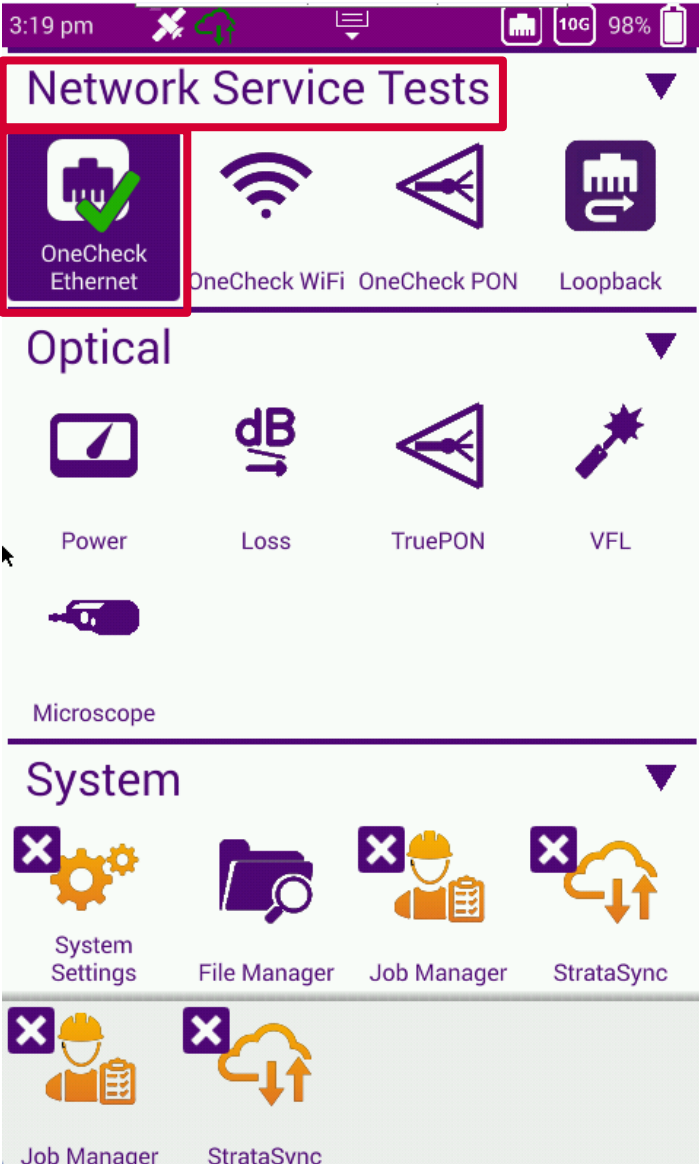 3:19 pm 10G 98%
Network Service Tests
OneCheck
Ethernet
OneCheck WiFi
OneCheck PON
Loopback
Optical
dB
Power
Loss
TruePON
VFL
Microscope
System
System
Settings
File Manager
Job Manager
StrataSync
Job Manager
StrataSync